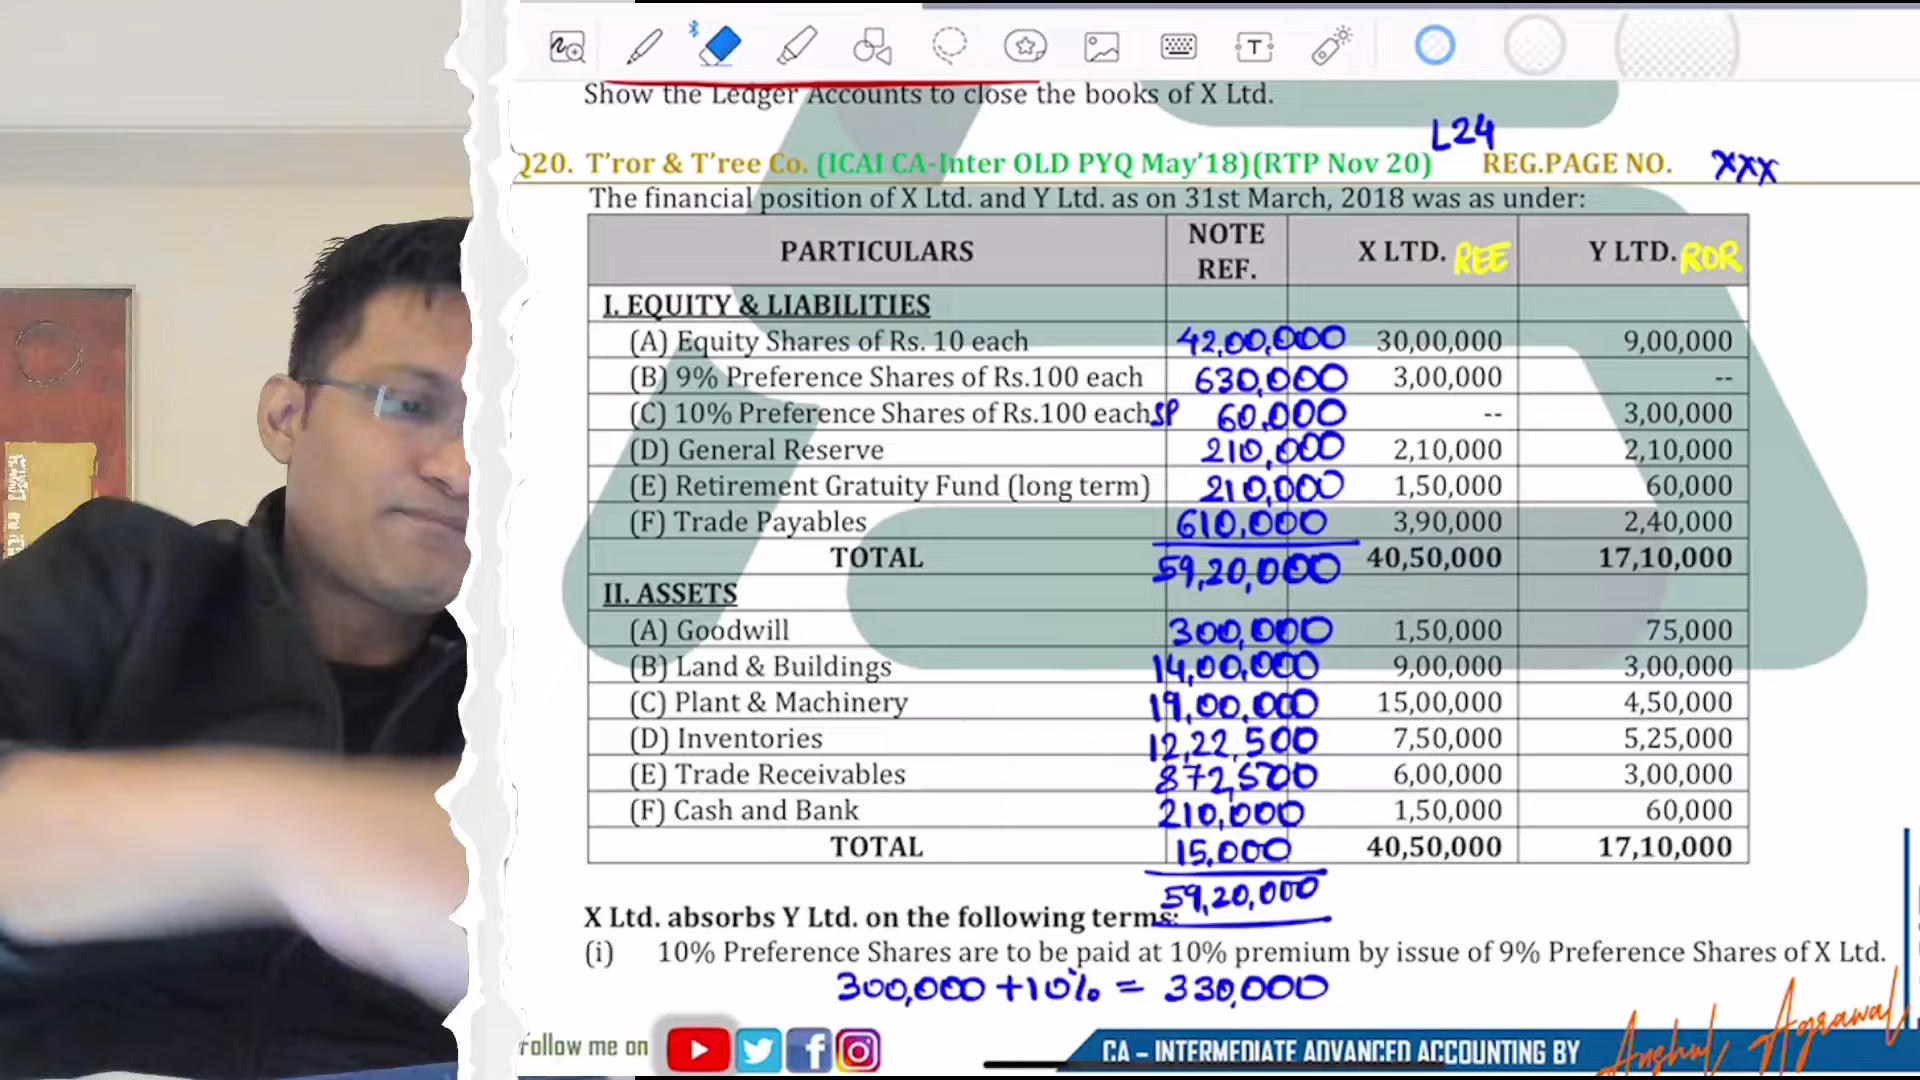 Show the Ledger Accounts to close the books of X Ltd.
L24
Q20. T'ror & T'ree Co. (ICAI CA-Inter OLD PYQ May'18)(RTP Nov 20) REG.PAGE NO. XXX
The financial position of X Ltd. and Y Ltd. as on 31st March, 2018 was as under:
PARTICULARS NOTE REF. X LTD. REE Y LTD. ROR
I. EQUITY & LIABILITIES
(A) Equity Shares of Rs. 10 each 42,00,000 30,00,000 9,00,000
(B) 9% Preference Shares of Rs.100 each 630,000 3,00,000 --
(C) 10% Preference Shares of Rs.100 each SP 60,000 -- 3,00,000
(D) General Reserve 210,000 2,10,000 2,10,000
(E) Retirement Gratuity Fund (long term) 210,000 1,50,000 60,000
(F) Trade Payables 610,000 3,90,000 2,40,000
TOTAL 59,20,000 40,50,000 17,10,000
II. ASSETS
(A) Goodwill 300,000 1,50,000 75,000
(B) Land & Buildings 14,00,000 9,00,000 3,00,000
(C) Plant & Machinery 19,00,000 15,00,000 4,50,000
(D) Inventories 12,22,500 7,50,000 5,25,000
(E) Trade Receivables 872,500 6,00,000 3,00,000
(F) Cash and Bank 210,000 1,50,000 60,000
TOTAL 15,000 40,50,000 17,10,000
59,20,000
X Ltd. absorbs Y Ltd. on the following terms:
(i) 10% Preference Shares are to be paid at 10% premium by issue of 9% Preference Shares of X Ltd.
300,000 + 10% = 330,000
Follow me on
CA – INTERMEDIATE ADVANCED ACCOUNTING BY Anshul Agrawal